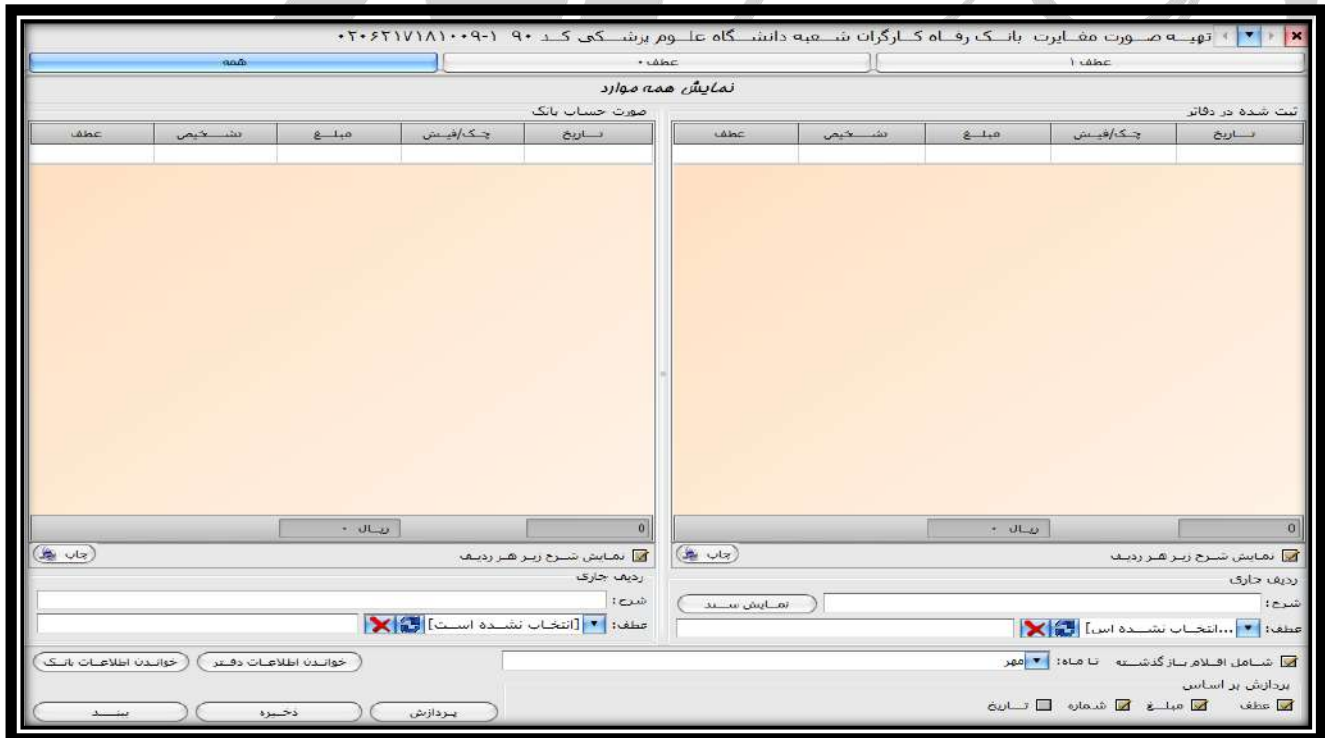 تهیه صورت مغایرت بانک رفاه کارگران شعبه دانشگاه علوم پزشکی کد ۹۰ ۱-۰۲۰۶۲۱۷۱۸۱۰۰۹
عطف ۱ عطف ۰ همه
نمایش همه موارد
ثبت شده در دفاتر صورت حساب بانک
تاریخ چک/فیش مبلغ تشخیص عطف تاریخ چک/فیش مبلغ تشخیص عطف
0 ریال ۰ 0 ریال ۰
نمایش شرح زیر هر ردیف چاپ نمایش شرح زیر هر ردیف چاپ
ردیف جاری ردیف جاری
شرح: نمایش سند شرح:
عطف: ...انتخاب نشده اس] عطف: [انتخاب نشده است]
شامل اقلام باز گذشته تا ماه: مهر خواندن اطلاعات دفتر خواندن اطلاعات بانک
پردازش بر اساس
عطف مبلغ شماره تاریخ پردازش ذخیره ببند